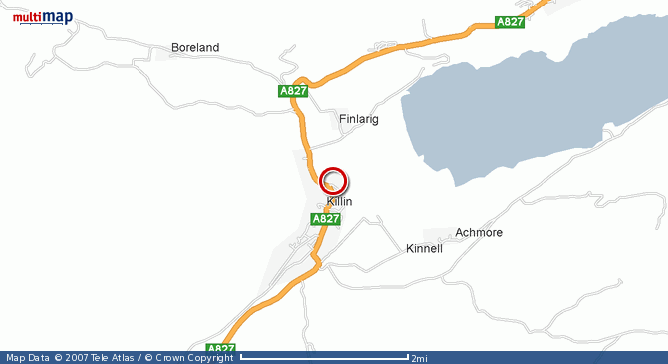 multimap
A827
Boreland
A827
Finlarig
Killin
A827
Achmore
Kinnell
A827
Map Data © 2007 Tele Atlas / © Crown Copyright
2mi